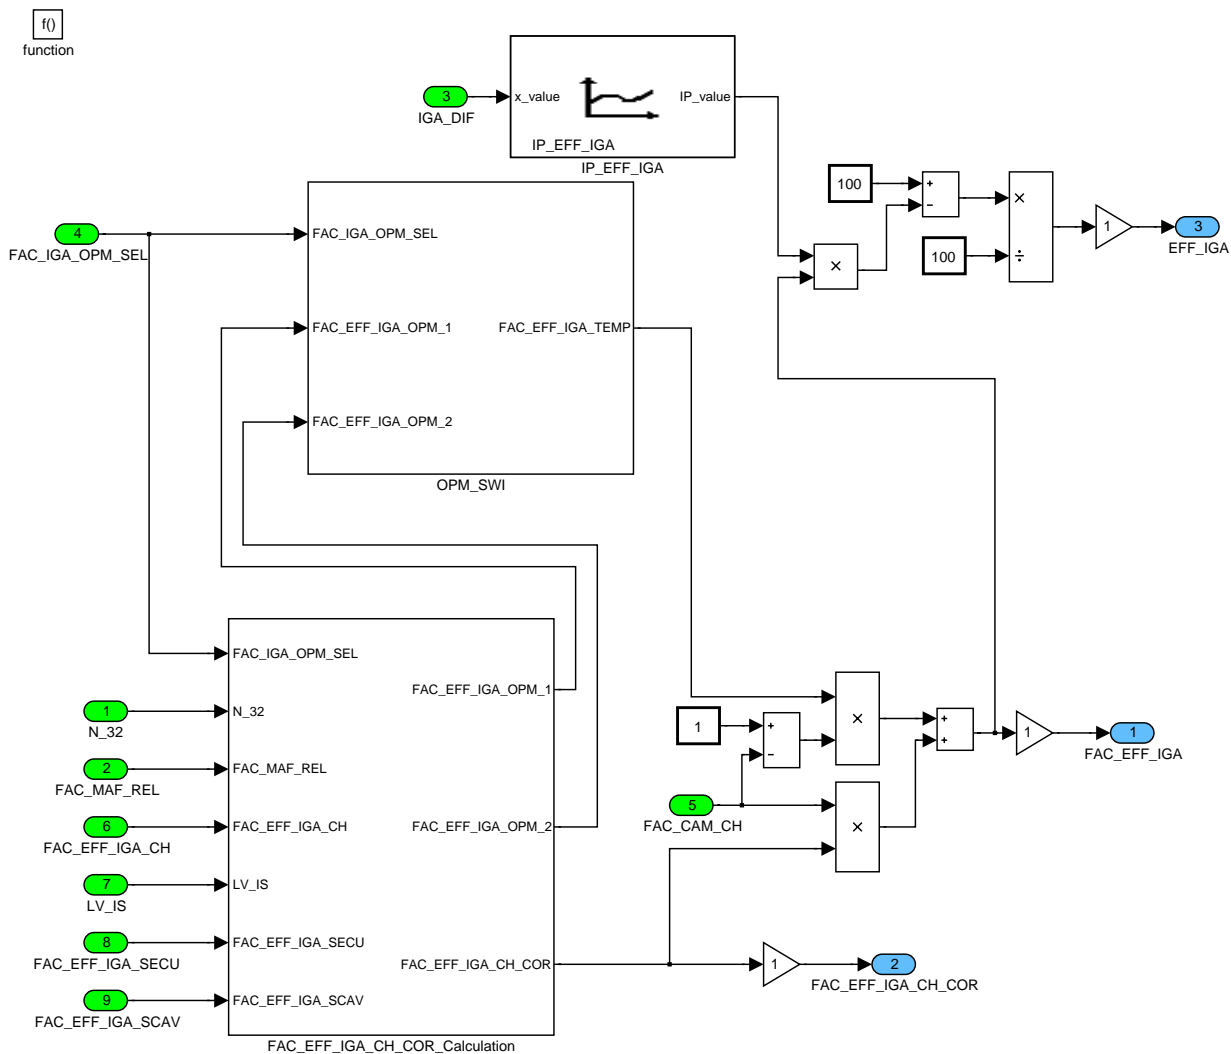 f()
function
3
IGA_DIF
x_value
IP_value
IP_EFF_IGA
IP_EFF_IGA
100
+
−
×
÷
100
×
1
3
EFF_IGA
4
FAC_IGA_OPM_SEL
FAC_IGA_OPM_SEL
FAC_EFF_IGA_OPM_1
FAC_EFF_IGA_TEMP
FAC_EFF_IGA_OPM_2
OPM_SWI
FAC_IGA_OPM_SEL
FAC_EFF_IGA_OPM_1
1
N_32
N_32
2
FAC_MAF_REL
FAC_MAF_REL
6
FAC_EFF_IGA_CH
FAC_EFF_IGA_CH
FAC_EFF_IGA_OPM_2
7
LV_IS
LV_IS
8
FAC_EFF_IGA_SECU
FAC_EFF_IGA_SECU
FAC_EFF_IGA_CH_COR
9
FAC_EFF_IGA_SCAV
FAC_EFF_IGA_SCAV
FAC_EFF_IGA_CH_COR_Calculation
1
+
−
×
+
+
1
1
FAC_EFF_IGA
5
FAC_CAM_CH
×
1
2
FAC_EFF_IGA_CH_COR